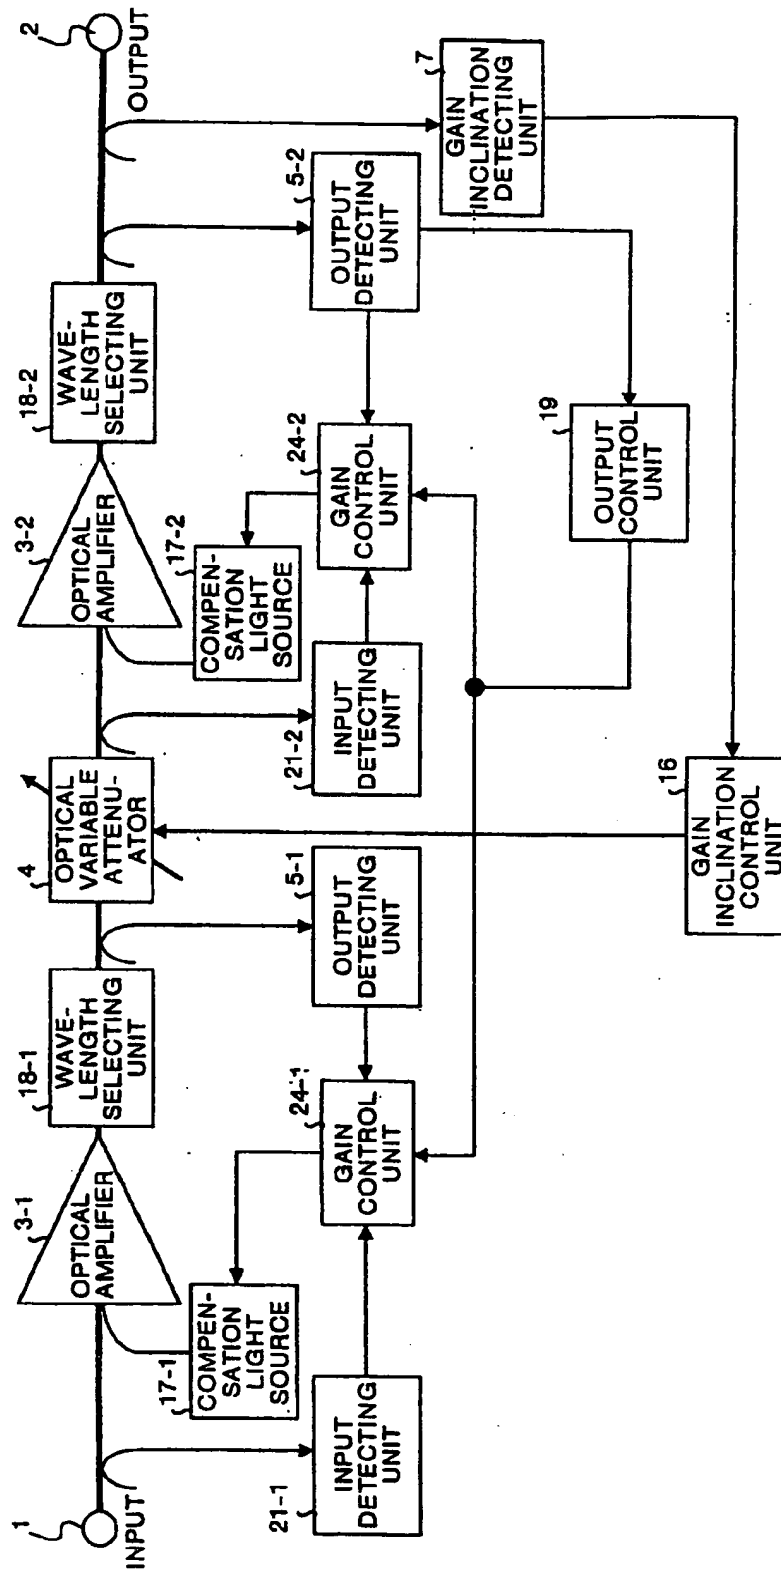 1
INPUT
3-1
OPTICAL
AMPLIFIER
18-1
WAVE-
LENGTH
SELECTING
UNIT
4
OPTICAL
VARIABLE
ATTENU-
ATOR
3-2
OPTICAL
AMPLIFIER
18-2
WAVE-
LENGTH
SELECTING
UNIT
2
OUTPUT
17-1
COMPEN-
SATION
LIGHT
SOURCE
17-2
COMPEN-
SATION
LIGHT
SOURCE
21-1
INPUT
DETECTING
UNIT
24-1
GAIN
CONTROL
UNIT
5-1
OUTPUT
DETECTING
UNIT
21-2
INPUT
DETECTING
UNIT
24-2
GAIN
CONTROL
UNIT
5-2
OUTPUT
DETECTING
UNIT
7
GAIN
INCLINATION
DETECTING
UNIT
19
OUTPUT
CONTROL
UNIT
16
GAIN
INCLINATION
CONTROL
UNIT